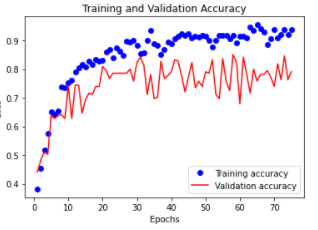 Training and Validation Accuracy
0.9
0.8
0.7
0.6
0.5
0.4
Training accuracy
Validation accuracy
0 10 20 30 40 50 60 70
Epochs